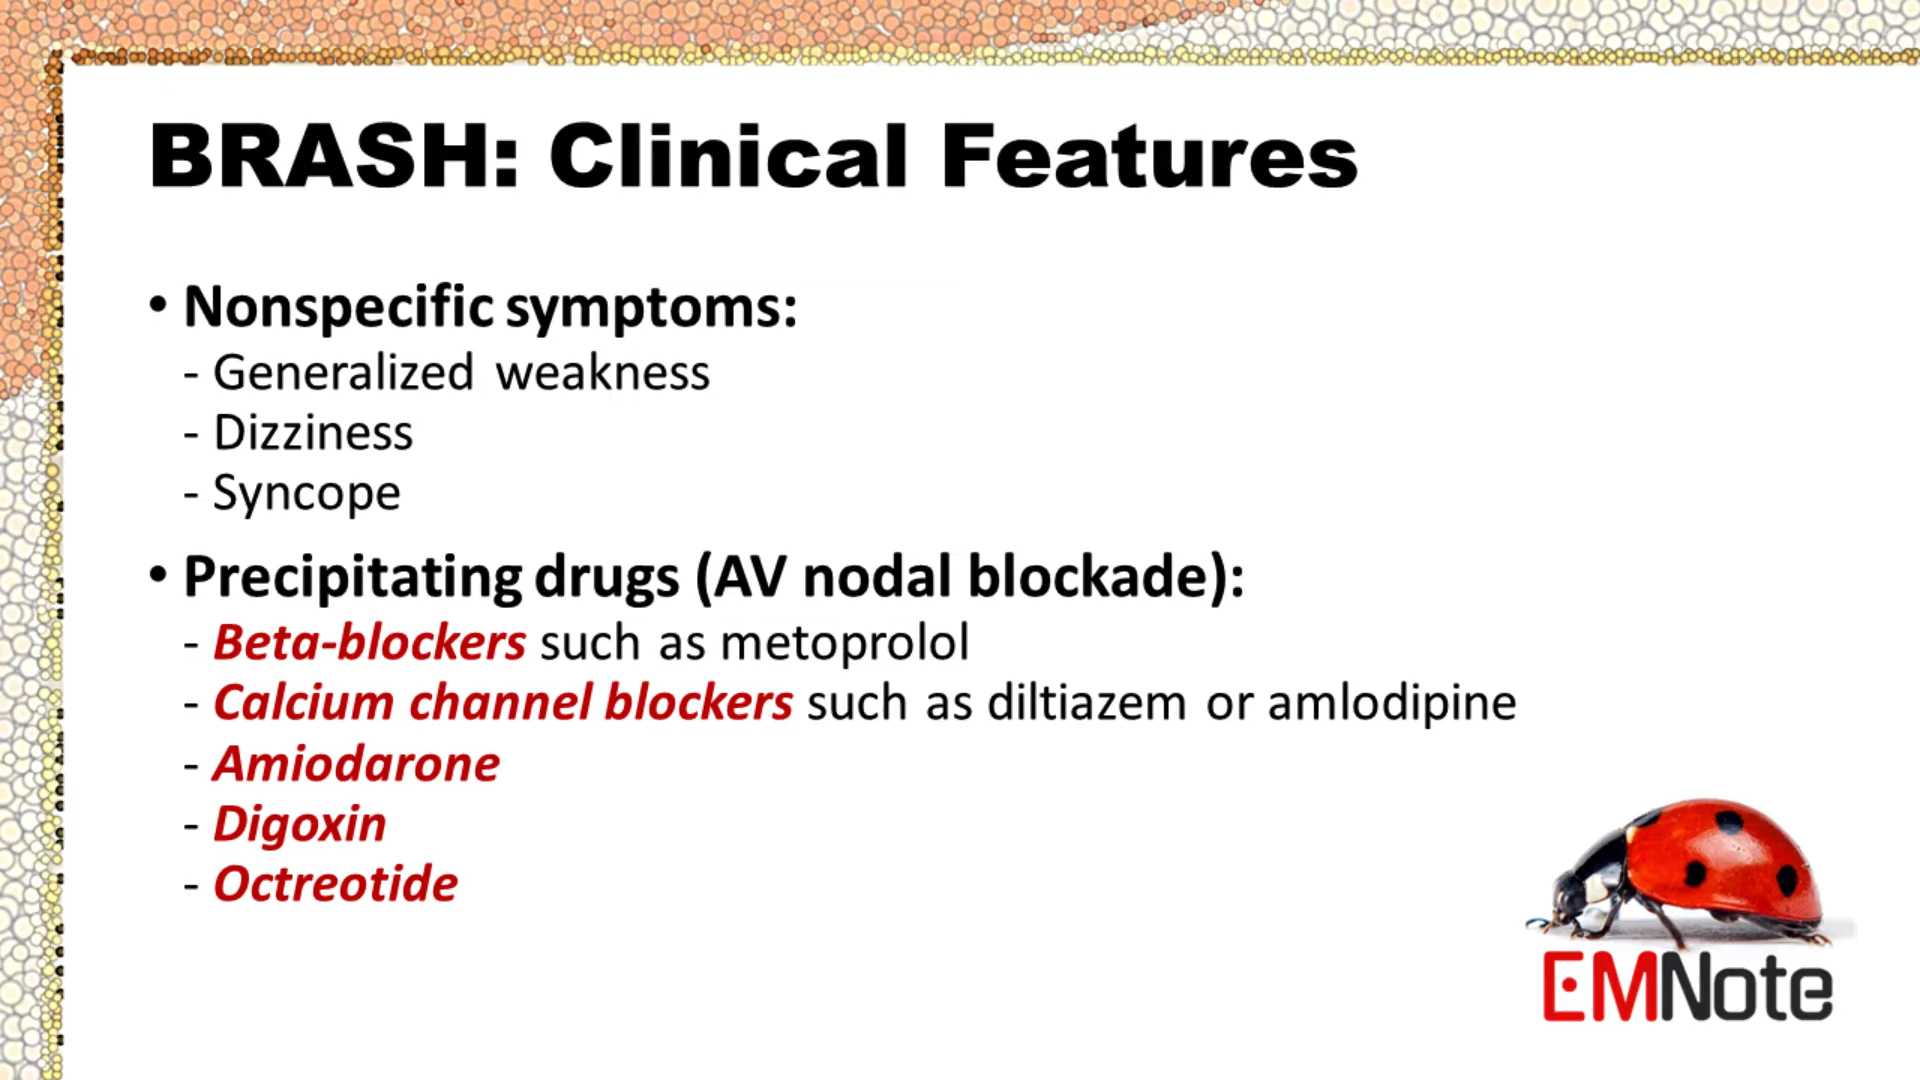 BRASH: Clinical Features
• Nonspecific symptoms:
- Generalized weakness
- Dizziness
- Syncope
• Precipitating drugs (AV nodal blockade):
- Beta-blockers such as metoprolol
- Calcium channel blockers such as diltiazem or amlodipine
- Amiodarone
- Digoxin
- Octreotide
EMNote